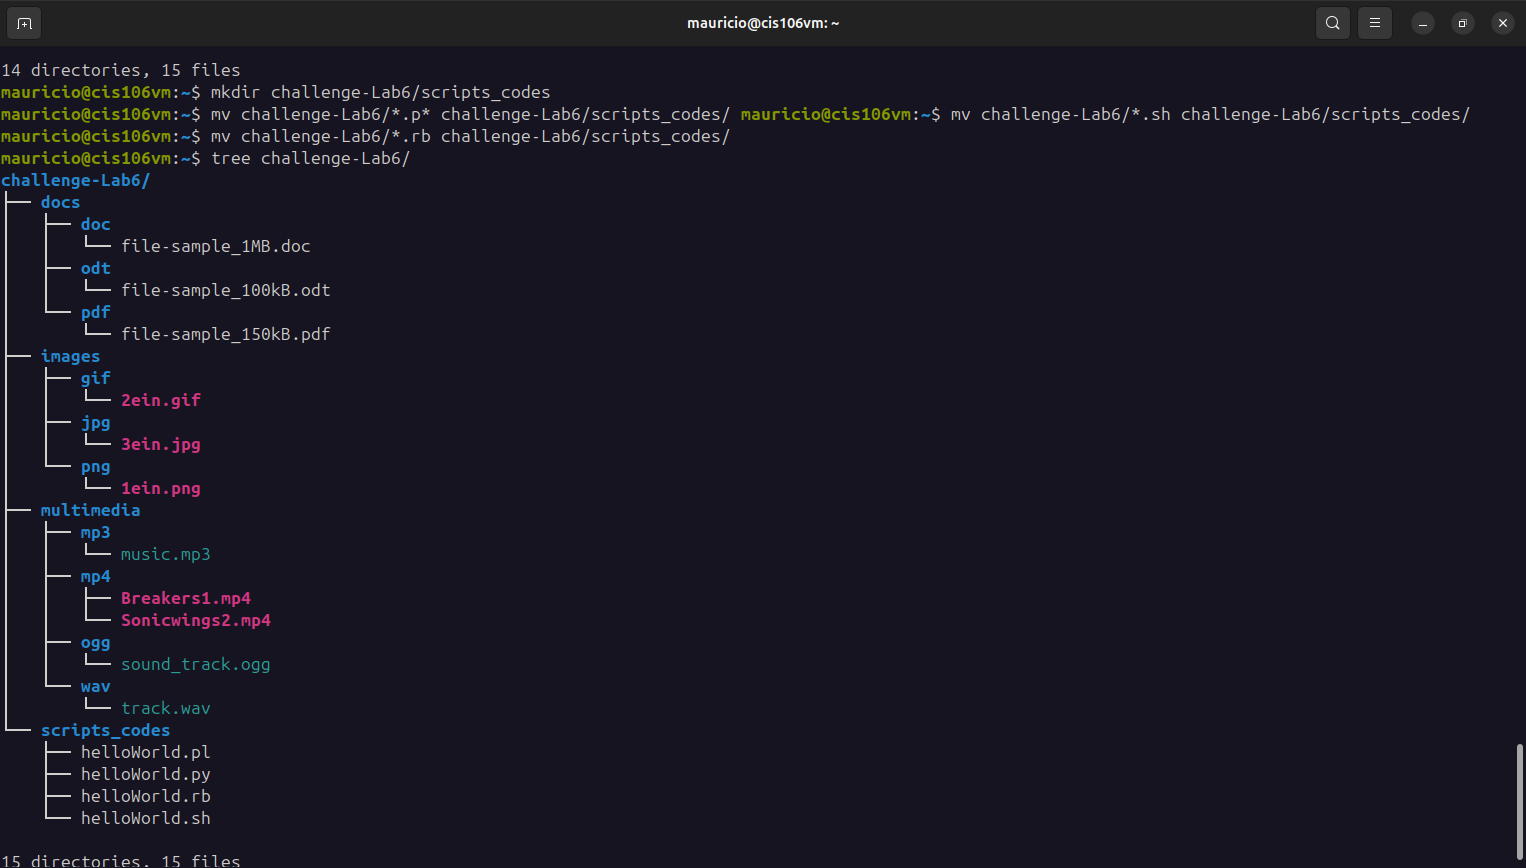 mauricio@cis106vm: ~
14 directories, 15 files
mauricio@cis106vm:~$ mkdir challenge-Lab6/scripts_codes
mauricio@cis106vm:~$ mv challenge-Lab6/*.p* challenge-Lab6/scripts_codes/ mauricio@cis106vm:~$ mv challenge-Lab6/*.sh challenge-Lab6/scripts_codes/
mauricio@cis106vm:~$ mv challenge-Lab6/*.rb challenge-Lab6/scripts_codes/
mauricio@cis106vm:~$ tree challenge-Lab6/
challenge-Lab6/
├── docs
│   ├── doc
│   │   └── file-sample_1MB.doc
│   ├── odt
│   │   └── file-sample_100kB.odt
│   └── pdf
│       └── file-sample_150kB.pdf
├── images
│   ├── gif
│   │   └── 2ein.gif
│   ├── jpg
│   │   └── 3ein.jpg
│   └── png
│       └── 1ein.png
├── multimedia
│   ├── mp3
│   │   └── music.mp3
│   ├── mp4
│   │   ├── Breakers1.mp4
│   │   └── Sonicwings2.mp4
│   ├── ogg
│   │   └── sound_track.ogg
│   └── wav
│       └── track.wav
└── scripts_codes
    ├── helloWorld.pl
    ├── helloWorld.py
    ├── helloWorld.rb
    └── helloWorld.sh
15 directories, 15 files